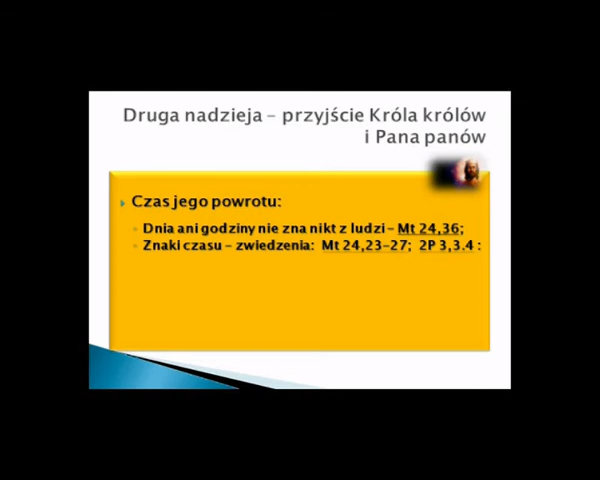 Druga nadzieja – przyjście Króla królów
i Pana panów
Czas jego powrotu:
Dnia ani godziny nie zna nikt z ludzi – Mt 24,36;
Znaki czasu – zwiedzenia: Mt 24,23-27; 2P 3,3.4 :